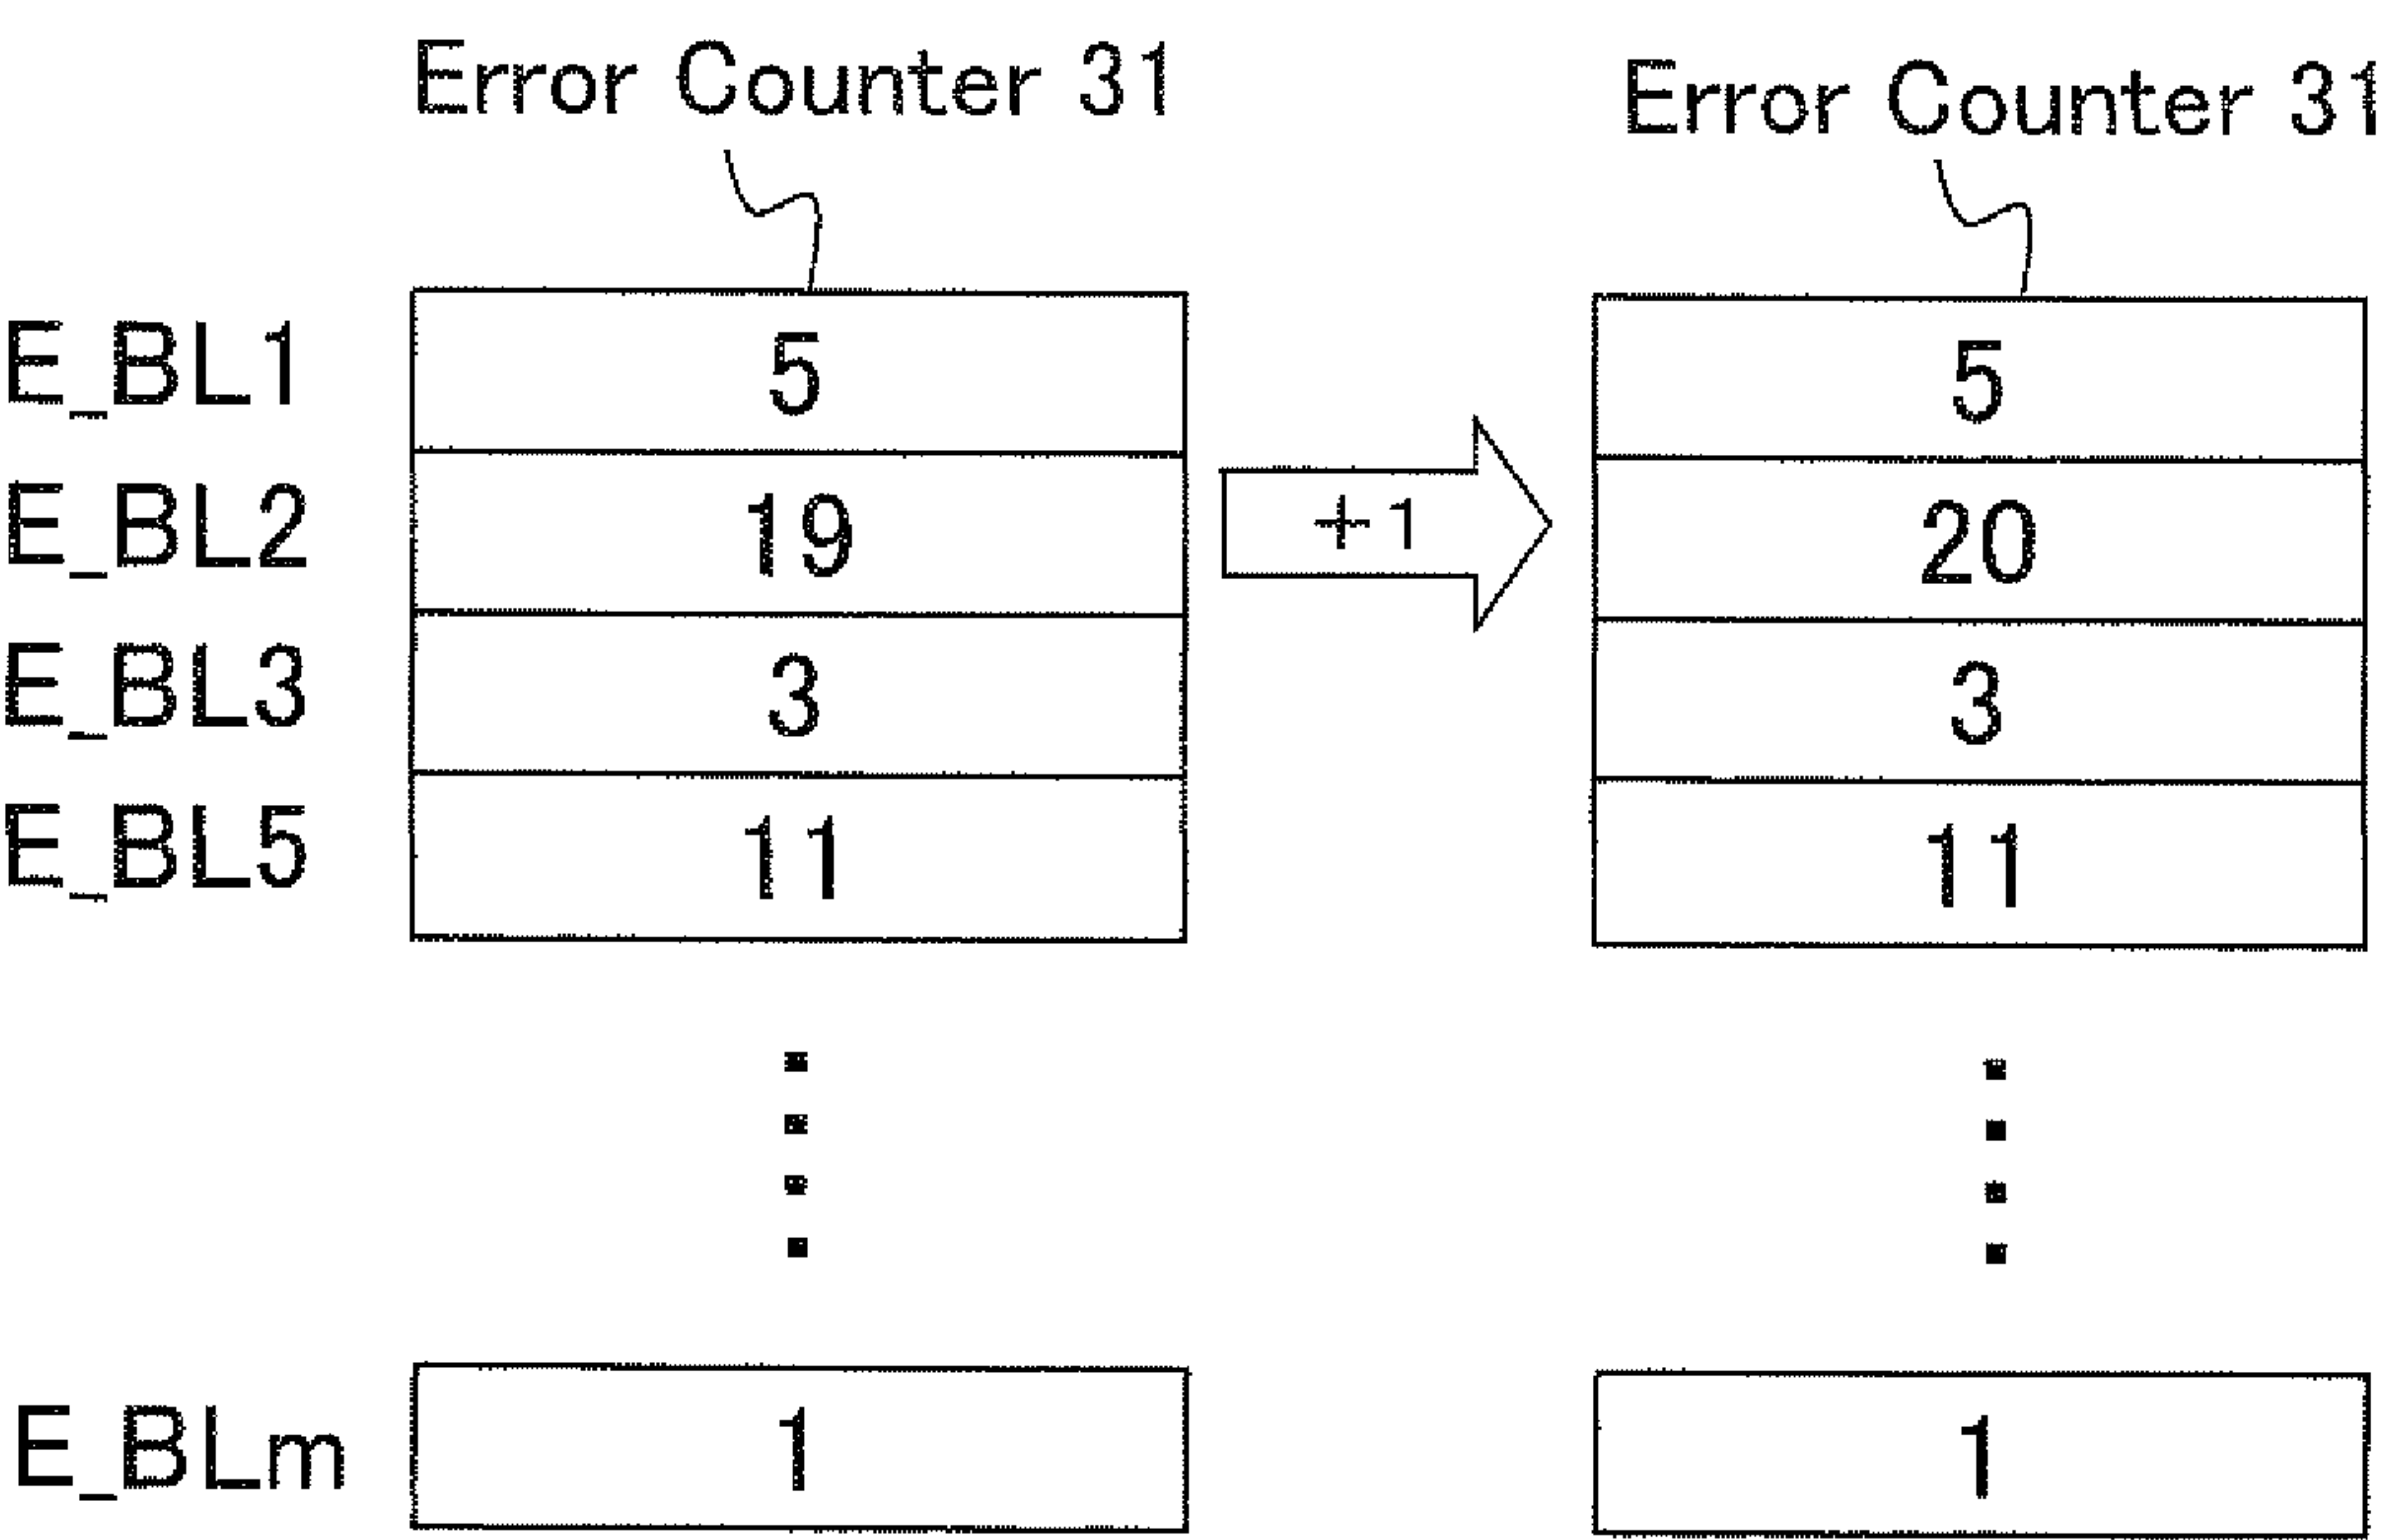 Error Counter 31 Error Counter 31
E_BL1 5 5
E_BL2 19 +1 20
E_BL3 3 3
E_BL5 11 11
E_BLm 1 1